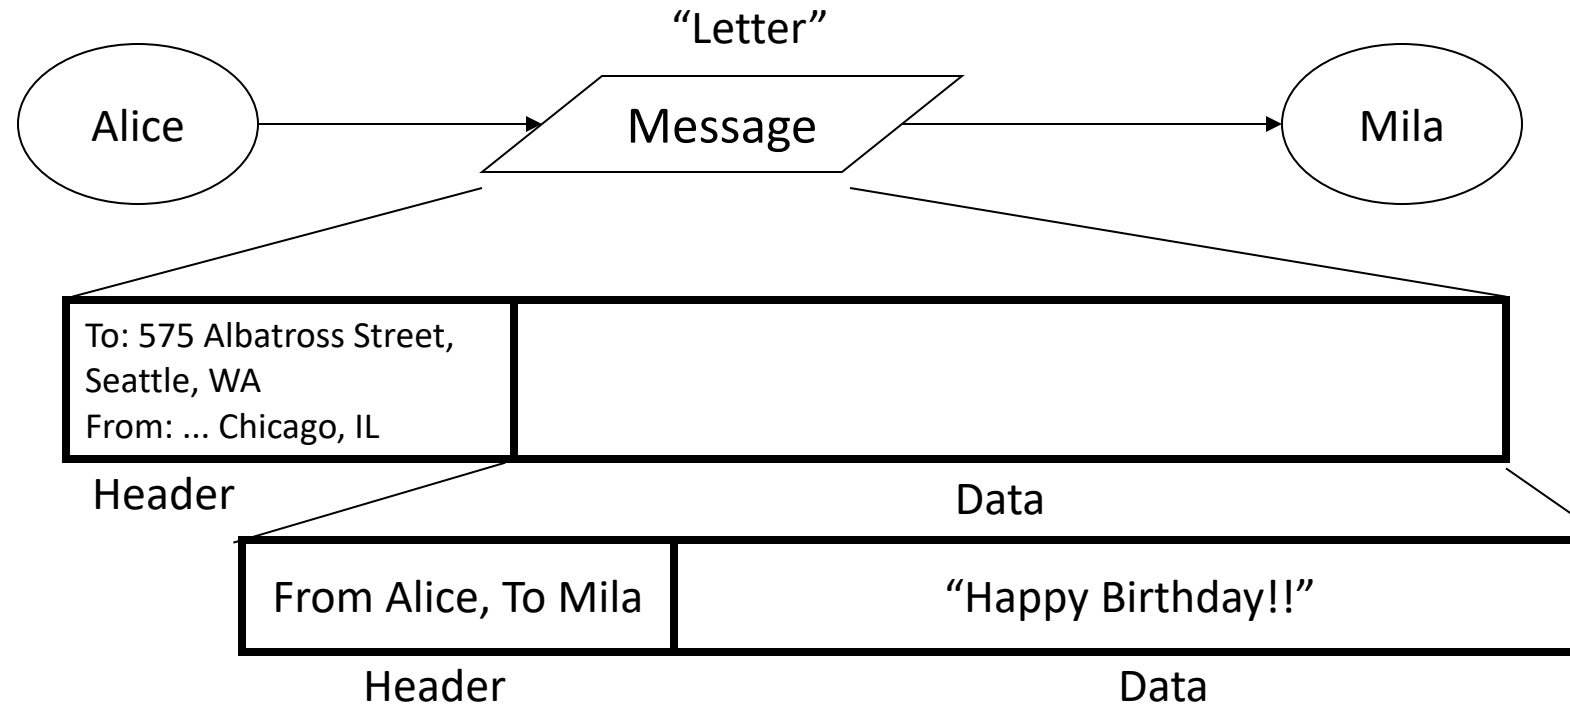 “Letter”
Alice
Message
Mila
To: 575 Albatross Street,
Seattle, WA
From: ... Chicago, IL
Header
Data
From Alice, To Mila
“Happy Birthday!!”
Header
Data